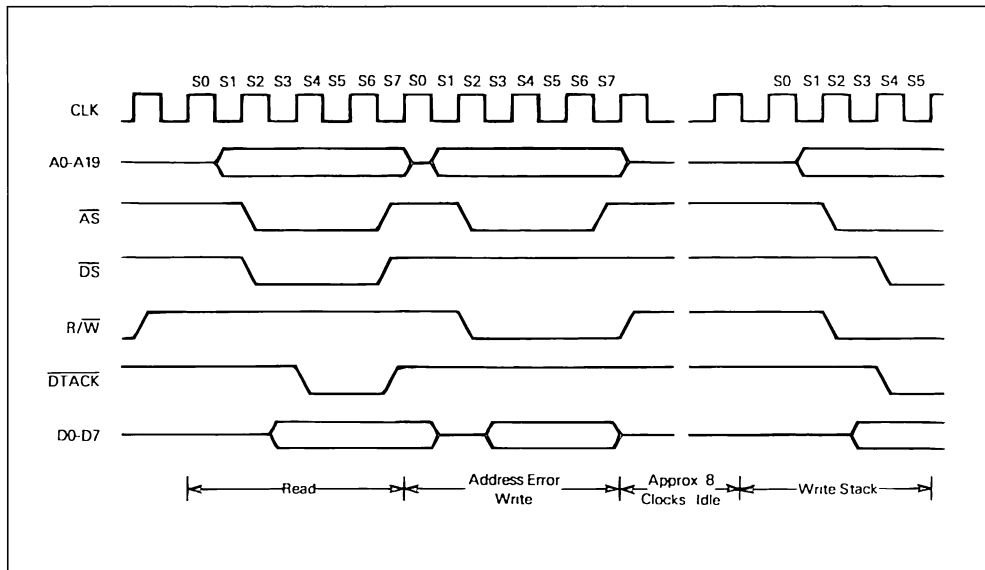 S0 S1 S2 S3 S4 S5 S6 S7 S0 S1 S2 S3 S4 S5 S6 S7 S0 S1 S2 S3 S4 S5
CLK
A0-A19
AS
DS
R/W
DTACK
D0-D7
Read
Address Error
Write
Approx 8
Clocks Idle
Write Stack